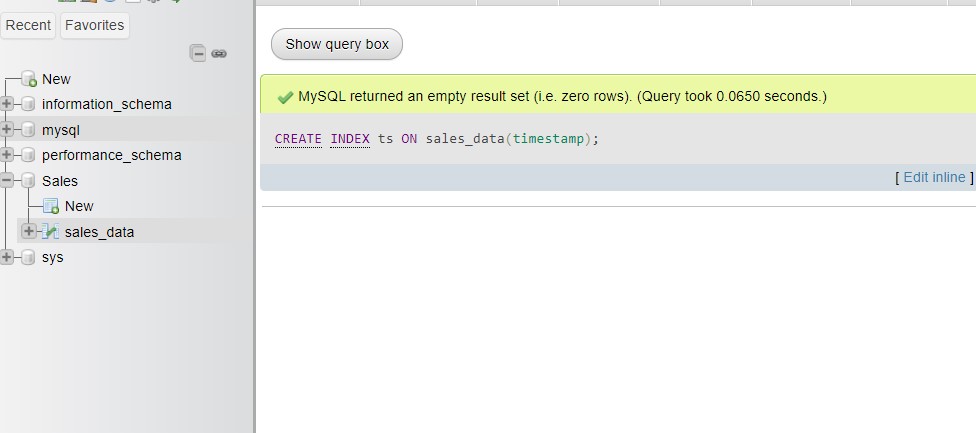 Recent Favorites
New
information_schema
mysql
performance_schema
Sales
New
sales_data
sys
Show query box
MySQL returned an empty result set (i.e. zero rows). (Query took 0.0650 seconds.)
CREATE INDEX ts ON sales_data(timestamp);
[ Edit inline ]